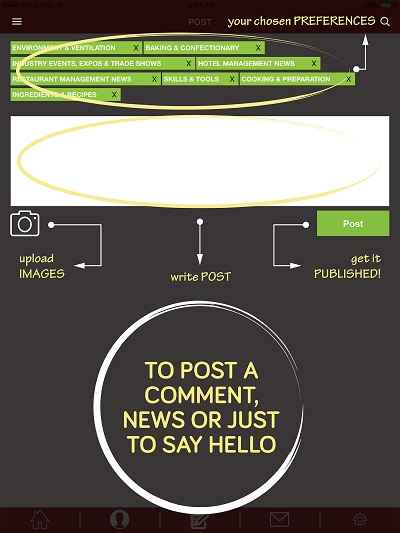 POST
your chosen PREFERENCES
ENVIRONMENT & VENTILATION X BAKING & CONFECTIONARY X
INDUSTRY EVENTS, EXPOS & TRADE SHOWS X HOTEL MANAGEMENT NEWS X
RESTAURANT MANAGEMENT NEWS X SKILLS & TOOLS X COOKING & PREPARATION X
INGREDIENTS & RECIPES X
Post
upload
IMAGES
write POST
get it
PUBLISHED!
TO POST A
COMMENT,
NEWS OR JUST
TO SAY HELLO